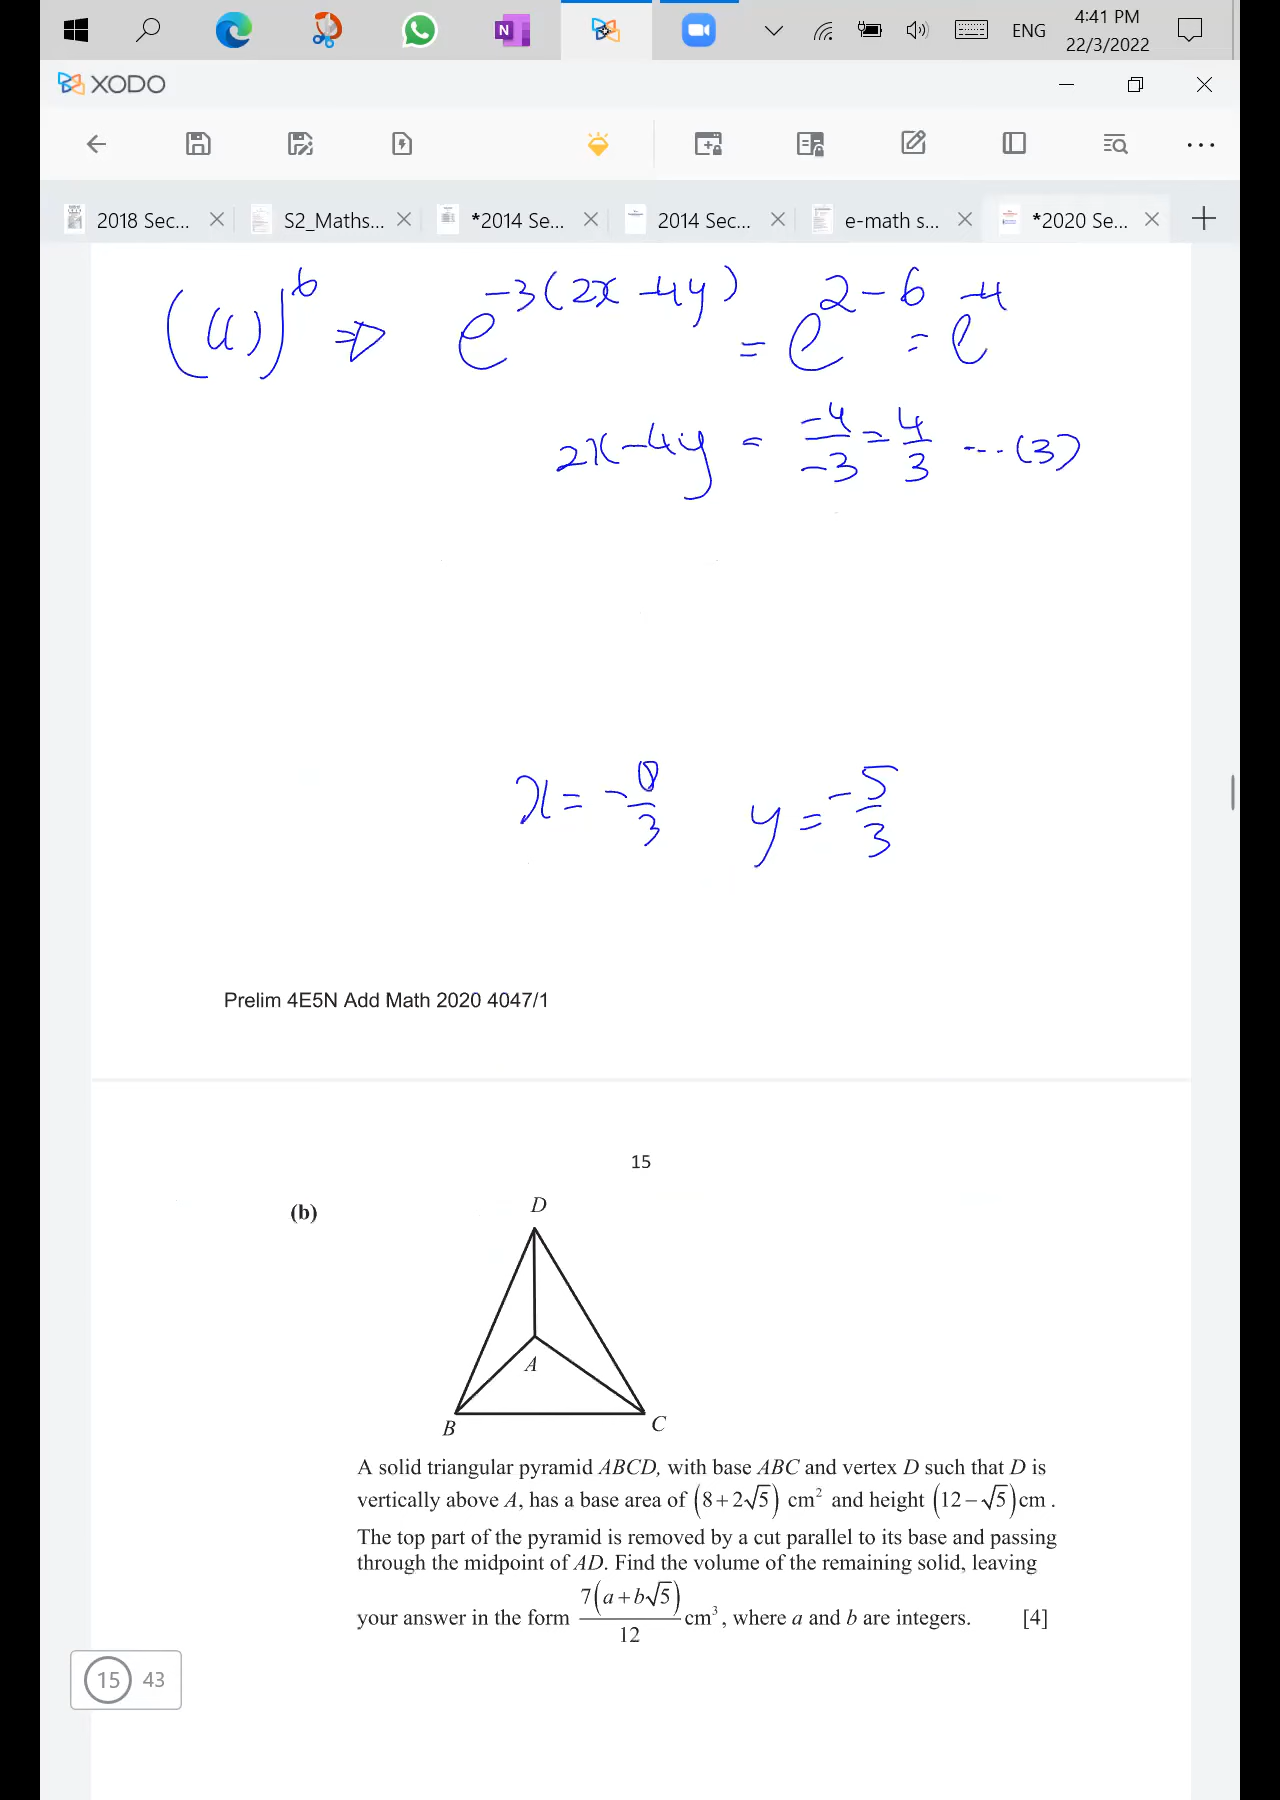 4:41 PM
ENG
22/3/2022
XODO
2018 Sec...
S2_Maths...
*2014 Se...
2014 Sec...
e-math s...
*2020 Se...
(u))^6 ⇒ e^{-3(2x-4y)} = e^{2-6} = e^{-4}
2x-4y = -4/-3 = 4/3 ...(3)
x = -8/3 y = -5/3
Prelim 4E5N Add Math 2020 4047/1
15
(b)
D
A
B
C
A solid triangular pyramid ABCD, with base ABC and vertex D such that D is
vertically above A, has a base area of (8+2√5) cm² and height (12−√5)cm .
The top part of the pyramid is removed by a cut parallel to its base and passing
through the midpoint of AD. Find the volume of the remaining solid, leaving
your answer in the form 7(a+b√5)/12 cm³, where a and b are integers. [4]
15 43